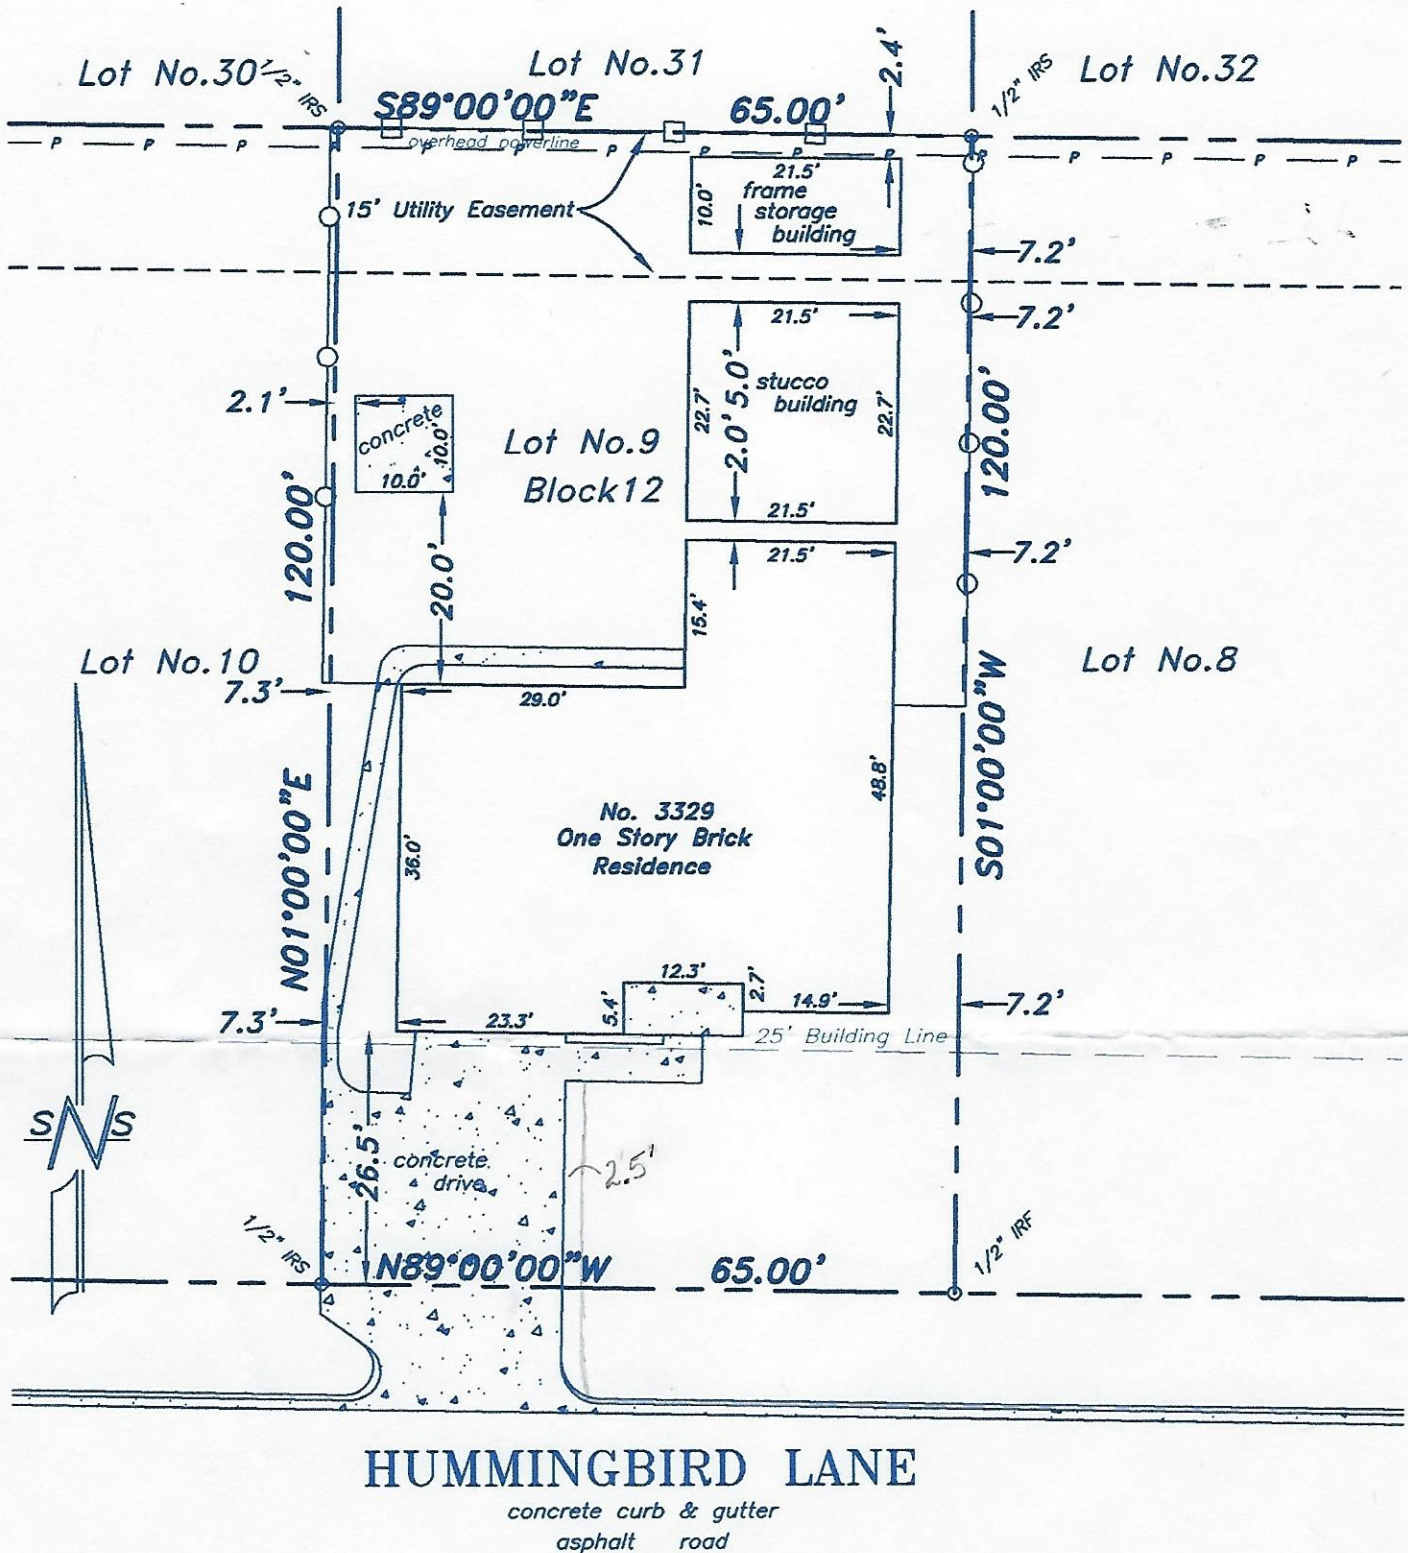 Lot No.30
1/2" IRS
Lot No.31
2.4'
1/2" IRS
Lot No.32
S89°00'00"E
65.00'
overhead powerline
P P P P P P P P P P P P P
15' Utility Easement
21.5'
10.0'
frame
storage
building
7.2'
21.5'
7.2'
5.0'
stucco
building
22.7'
22.7'
2.0'
21.5'
2.1'
concrete
10.0'
10.0'
Lot No.9
Block12
120.00'
120.00'
20.0'
21.5'
7.2'
15.4'
Lot No.10
7.3'
29.0'
Lot No.8
S01°00'00"W
N01°00'00"E
36.0'
48.8'
No. 3329
One Story Brick
Residence
12.3'
5.4'
2.7'
14.9'
7.2'
7.3'
23.3'
25' Building Line
S N S
26.5'
concrete
drive
2.5'
1/2" IRS
N89°00'00"W
65.00'
1/2" IRF
HUMMINGBIRD LANE
concrete curb & gutter
asphalt road